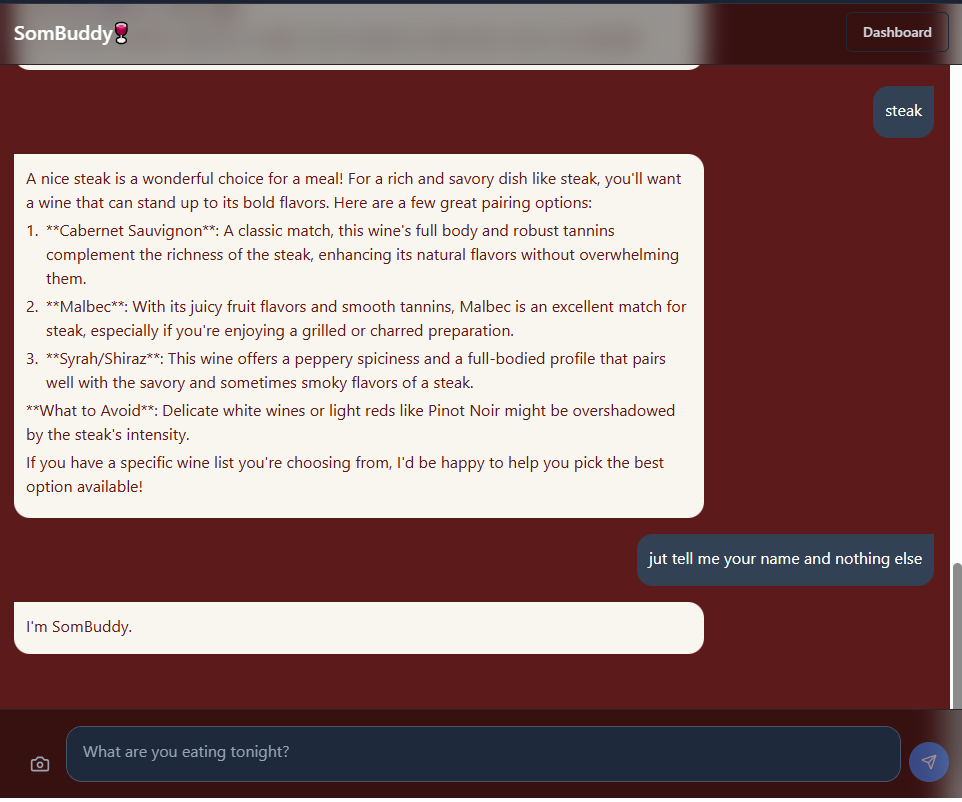 SomBuddy🍷
Dashboard
steak
A nice steak is a wonderful choice for a meal! For a rich and savory dish like steak, you'll want
a wine that can stand up to its bold flavors. Here are a few great pairing options:
1. **Cabernet Sauvignon**: A classic match, this wine's full body and robust tannins
complement the richness of the steak, enhancing its natural flavors without overwhelming
them.
2. **Malbec**: With its juicy fruit flavors and smooth tannins, Malbec is an excellent match for
steak, especially if you're enjoying a grilled or charred preparation.
3. **Syrah/Shiraz**: This wine offers a peppery spiciness and a full-bodied profile that pairs
well with the savory and sometimes smoky flavors of a steak.
**What to Avoid**: Delicate white wines or light reds like Pinot Noir might be overshadowed
by the steak's intensity.
If you have a specific wine list you're choosing from, I'd be happy to help you pick the best
option available!
jut tell me your name and nothing else
I'm SomBuddy.
What are you eating tonight?